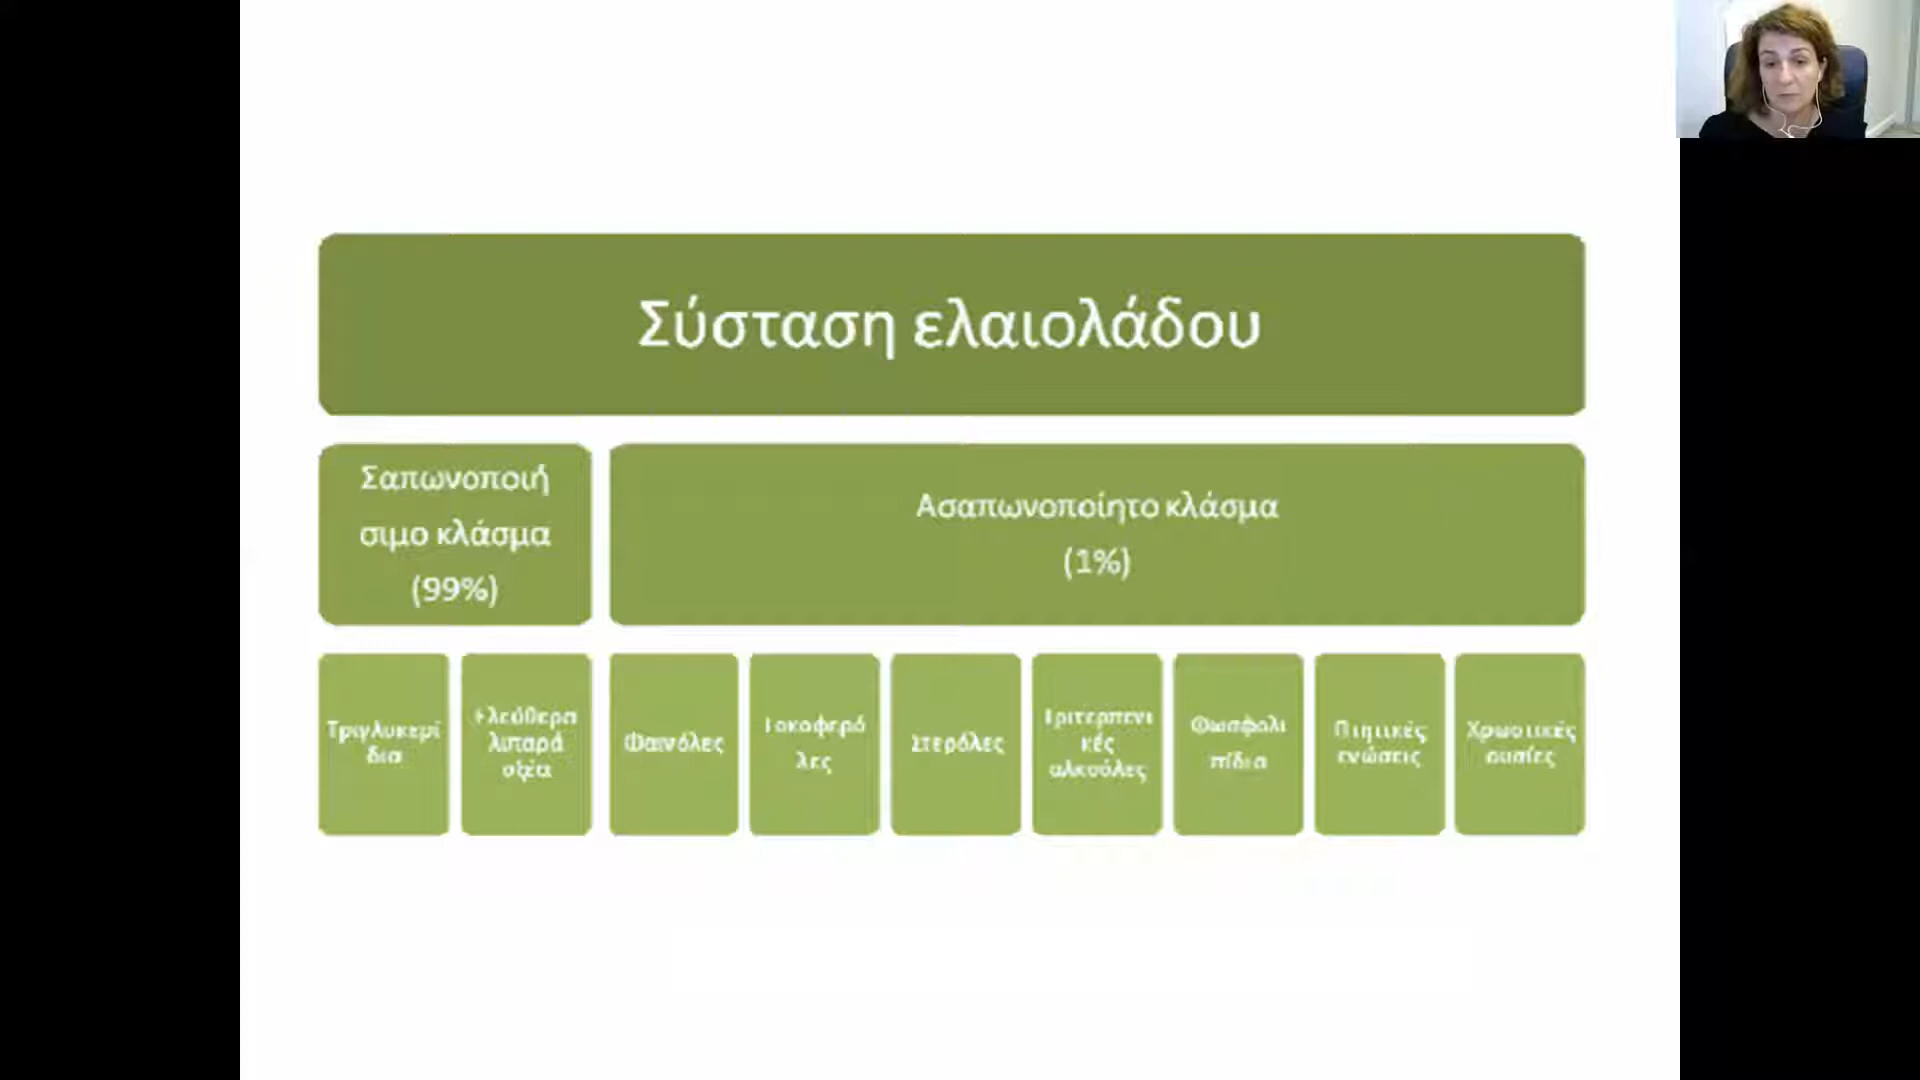 Σύσταση ελαιολάδου
Σαπωνοποιή
σιμο κλάσμα
(99%)
Ασαπωνοποίητο κλάσμα
(1%)
Τριγλυκερί
δια
Ελεύθερα
λιπαρά
οξέα
Φαινόλες
Τοκοφερό
λες
Στερόλες
Τριτερπενι
κές
αλκοόλες
Φωσφολι
πίδια
Πτητικές
ενώσεις
Χρωστικές
ουσίες